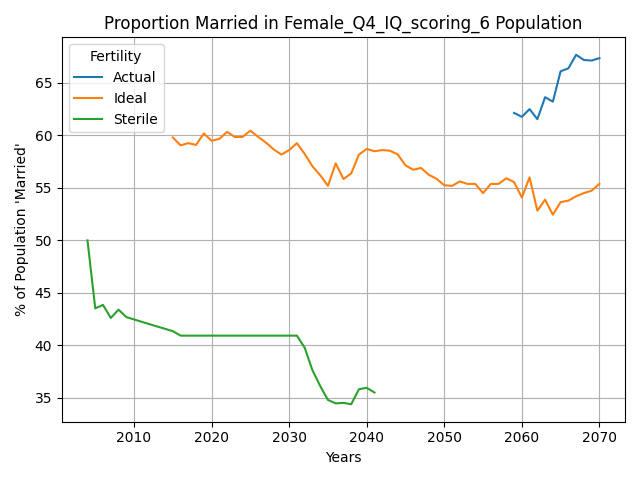 Proportion Married in Female_Q4_IQ_scoring_6 Population
% of Population 'Married'
Fertility
Actual
Ideal
Sterile
65
60
55
50
45
40
35
2010 2020 2030 2040 2050 2060 2070
Years